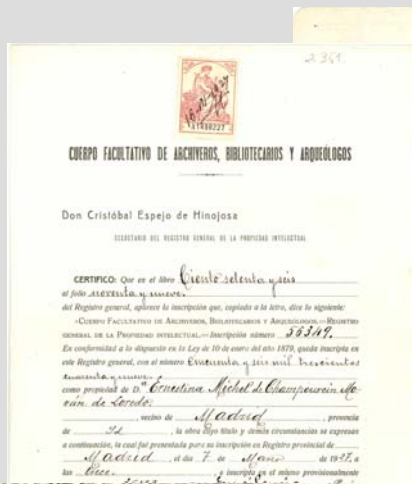 2361.
A1488227
CUERPO FACULTATIVO DE ARCHIVEROS, BIBLIOTECARIOS Y ARQUEÓLOGOS
Don Cristóbal Espejo de Hinojosa
SECRETARIO DEL REGISTRO GENERAL DE LA PROPIEDAD INTELECTUAL
CERTIFICO: Que en el libro Ciento setenta y seis
al folio noventa y nueve.
del Registro general, aparece la inscripción que, copiada a la letra, dice lo siguiente:
«CUERPO FACULTATIVO DE ARCHIVEROS, BIBLIOTECARIOS Y ARQUEÓLOGOS.—REGISTRO
GENERAL DE LA PROPIEDAD INTELECTUAL.—Inscripción número 56349.
En conformidad a lo dispuesto en la Ley de 10 de enero del año 1879, queda inscripta en
este Registro general, con el número Cincuenta y seis mil trescientos
cuarenta y nueve.
como propiedad de D.ª Ernestina Michel de Champourcin Mo-
rán de Loredo.
, vecino de Madrid , provincia
de id. , la obra cuyo título y demás circunstancias se expresan
a continuación, la cual fué presentada para su inscripción en Registro provincial de
Madrid , el día 7 de Marzo de 1927, a
las Once , e inscripta en el mismo provisionalmente